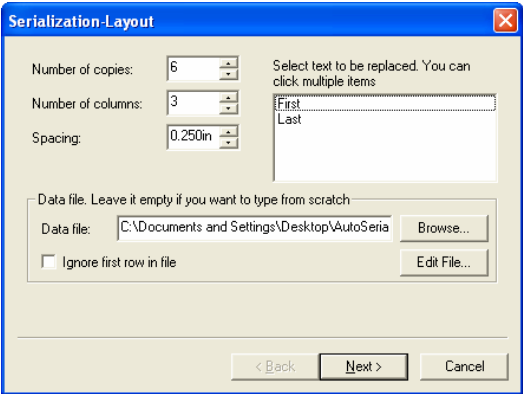 Serialization-Layout
Number of copies: 6
Number of columns: 3
Spacing: 0.250in
Select text to be replaced. You can
click multiple items
First
Last
Data file. Leave it empty if you want to type from scratch
Data file: C:\Documents and Settings\Desktop\AutoSeria Browse...
Ignore first row in file Edit File...
< Back Next > Cancel